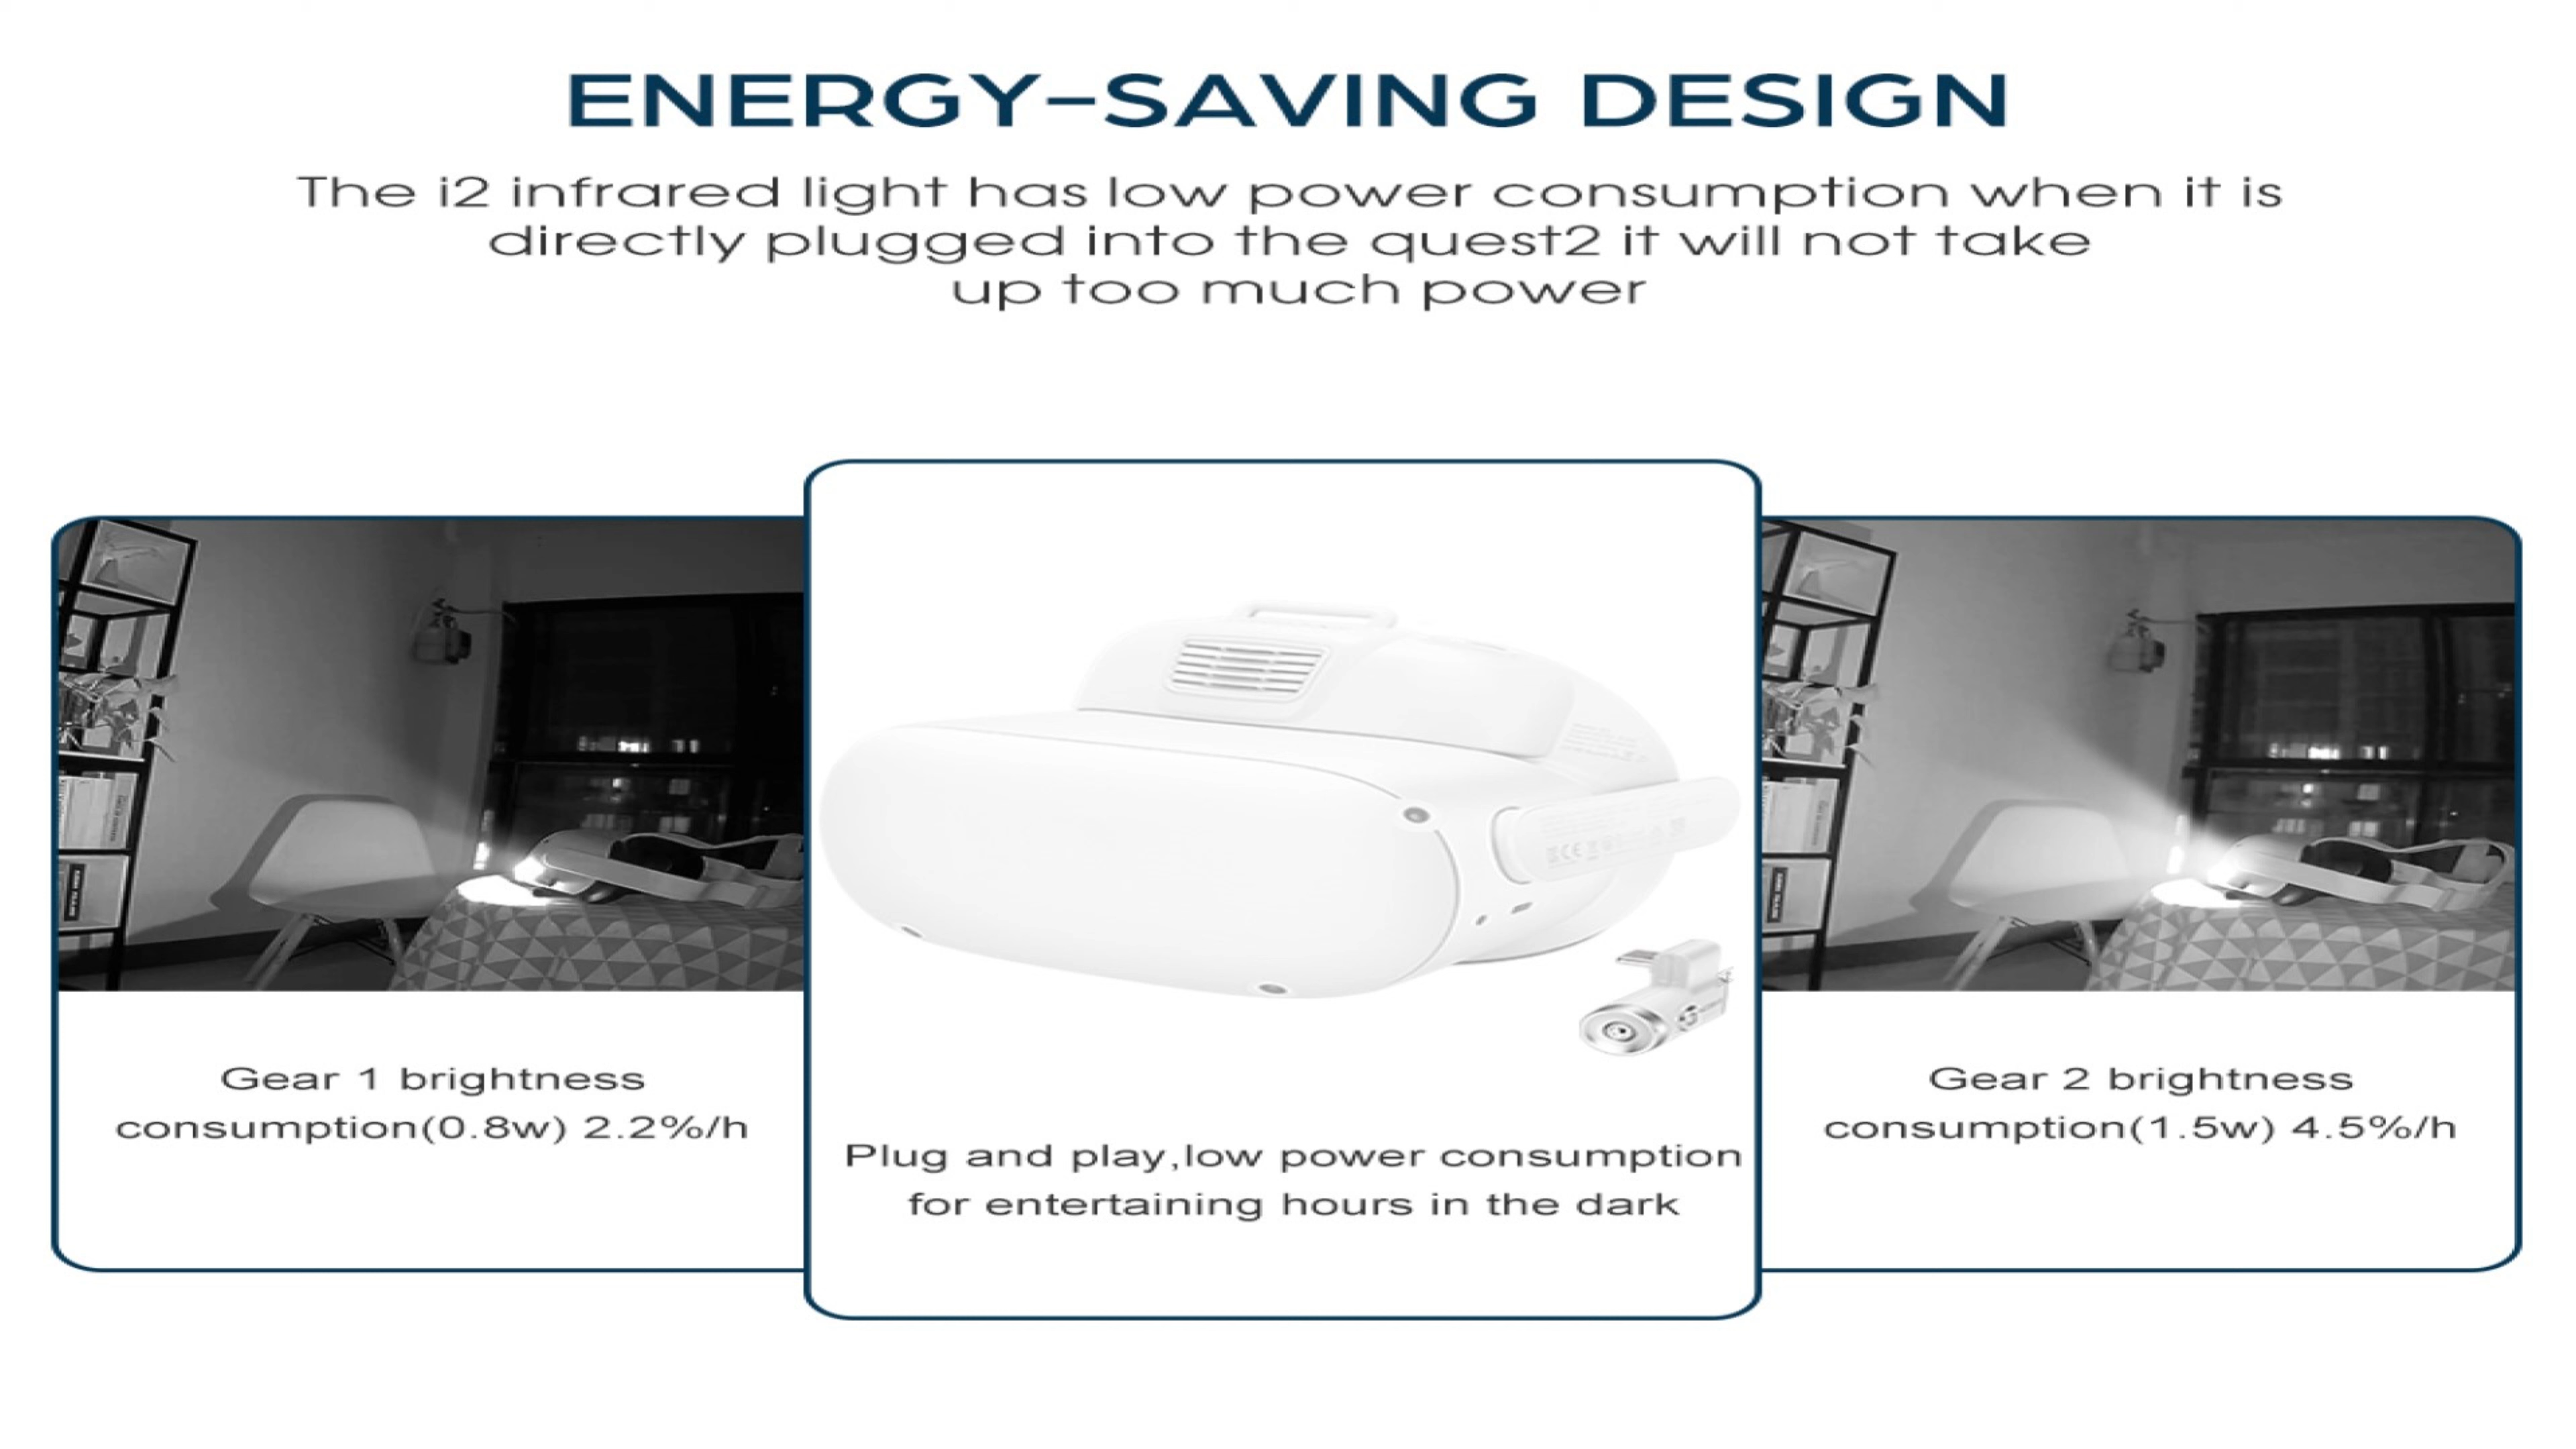 ENERGY-SAVING DESIGN
The i2 infrared light has low power consumption when it is
directly plugged into the quest2 it will not take
up too much power
Gear 1 brightness
consumption(0.8w) 2.2%/h
Plug and play,low power consumption
for entertaining hours in the dark
Gear 2 brightness
consumption(1.5w) 4.5%/h